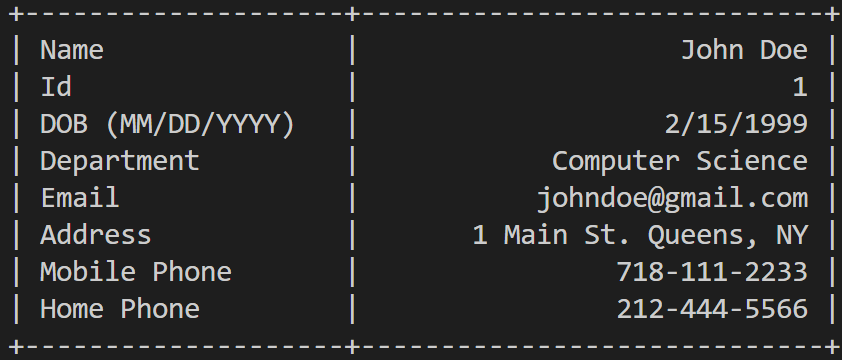 +--------------------+-----------------------------+
| Name               |                    John Doe |
| Id                 |                           1 |
| DOB (MM/DD/YYYY)   |                   2/15/1999 |
| Department         |            Computer Science |
| Email              |           johndoe@gmail.com |
| Address            |       1 Main St. Queens, NY |
| Mobile Phone       |                718-111-2233 |
| Home Phone         |                212-444-5566 |
+--------------------+-----------------------------+